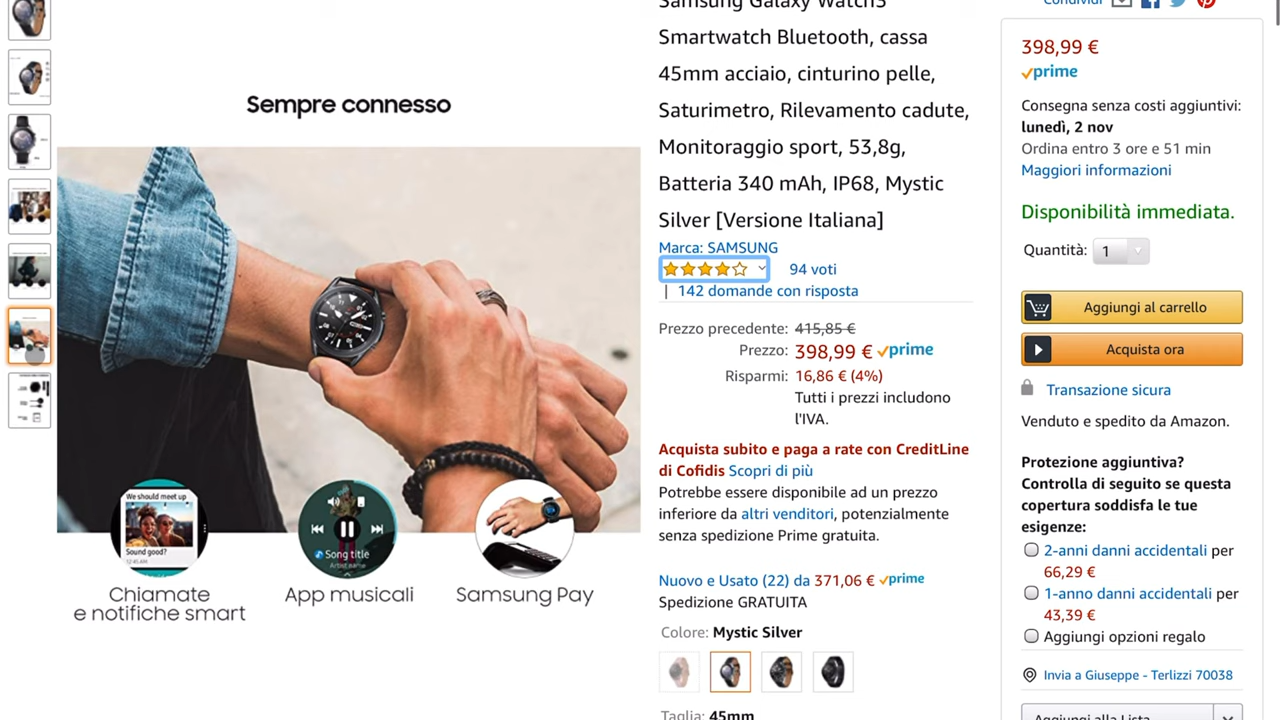 Sempre connesso
We should meet up
Sound good?
12:45 AM
Song title
Artist name
Chiamate
e notifiche smart
App musicali
Samsung Pay
Samsung Galaxy Watch3
Smartwatch Bluetooth, cassa
45mm acciaio, cinturino pelle,
Saturimetro, Rilevamento cadute,
Monitoraggio sport, 53,8g,
Batteria 340 mAh, IP68, Mystic
Silver [Versione Italiana]
Marca: SAMSUNG
94 voti
| 142 domande con risposta
Prezzo precedente: 415,85 €
Prezzo: 398,99 € prime
Risparmi: 16,86 € (4%)
Tutti i prezzi includono
l'IVA.
Acquista subito e paga a rate con CreditLine
di Cofidis Scopri di più
Potrebbe essere disponibile ad un prezzo
inferiore da altri venditori, potenzialmente
senza spedizione Prime gratuita.
Nuovo e Usato (22) da 371,06 € prime
Spedizione GRATUITA
Colore: Mystic Silver
Taglia: 45mm
Condividi
398,99 €
prime
Consegna senza costi aggiuntivi:
lunedì, 2 nov
Ordina entro 3 ore e 51 min
Maggiori informazioni
Disponibilità immediata.
Quantità: 1
Aggiungi al carrello
Acquista ora
Transazione sicura
Venduto e spedito da Amazon.
Protezione aggiuntiva?
Controlla di seguito se questa
copertura soddisfa le tue
esigenze:
2-anni danni accidentali per
66,29 €
1-anno danni accidentali per
43,39 €
Aggiungi opzioni regalo
Invia a Giuseppe - Terlizzi 70038
Aggiungi alla Lista